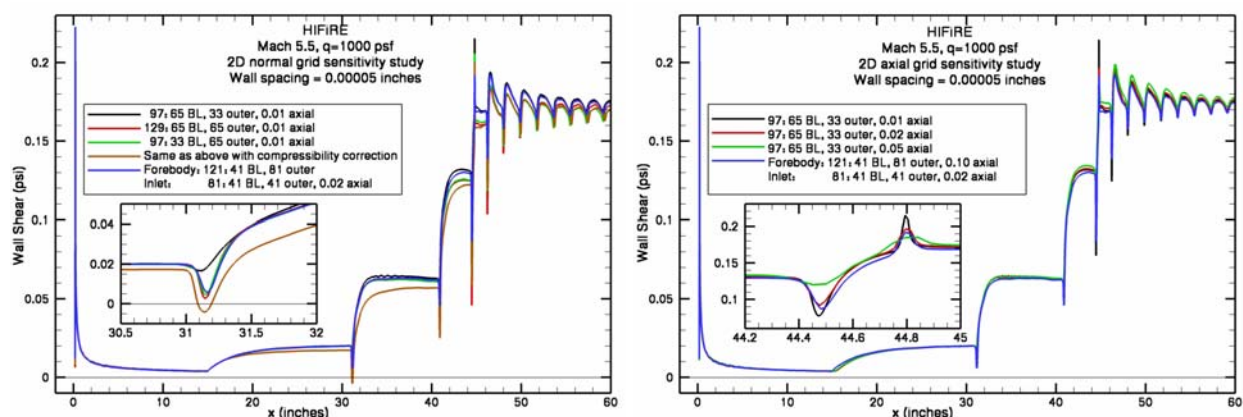 HIFiRE
Mach 5.5, q=1000 psf
2D normal grid sensitivity study
Wall spacing = 0.00005 inches
97: 65 BL, 33 outer, 0.01 axial
129: 65 BL, 65 outer, 0.01 axial
97: 33 BL, 65 outer, 0.01 axial
Same as above with compressibility correction
Forebody: 121: 41 BL, 81 outer
Inlet: 81: 41 BL, 41 outer, 0.02 axial
Wall Shear (psi)
0.2
0.15
0.1
0.05
0
0.04
0.02
0
30.5 31 31.5 32
0 10 20 30 40 50 60
x (inches)
HIFiRE
Mach 5.5, q=1000 psf
2D axial grid sensitivity study
Wall spacing = 0.00005 inches
97: 65 BL, 33 outer, 0.01 axial
97: 65 BL, 33 outer, 0.02 axial
97: 65 BL, 33 outer, 0.05 axial
Forebody: 121: 41 BL, 81 outer, 0.10 axial
Inlet: 81: 41 BL, 41 outer, 0.02 axial
Wall Shear (psi)
0.2
0.15
0.1
0.05
0
0.2
0.15
0.1
44.2 44.4 44.6 44.8 45
0 10 20 30 40 50 60
x (inches)